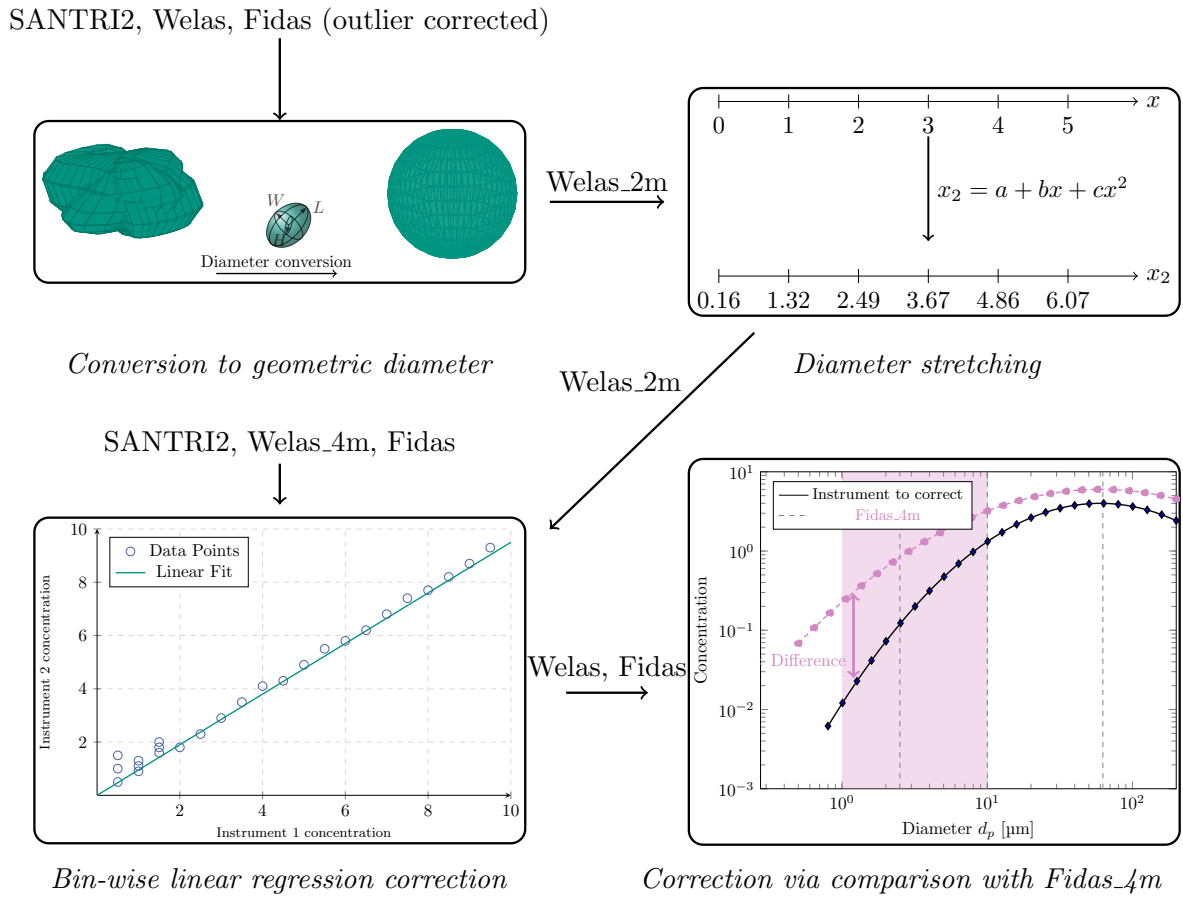 SANTRI2, Welas, Fidas (outlier corrected)
W
L
H
Diameter conversion
Conversion to geometric diameter
Welas_2m
x
0 1 2 3 4 5
x₂ = a + bx + cx²
x₂
0.16 1.32 2.49 3.67 4.86 6.07
Diameter stretching
Welas_2m
SANTRI2, Welas_4m, Fidas
10
8
6
4
2
Data Points
Linear Fit
Instrument 2 concentration
2 4 6 8 10
Instrument 1 concentration
Bin-wise linear regression correction
Welas, Fidas
10¹
10⁰
10⁻¹
10⁻²
10⁻³
Instrument to correct
Fidas_4m
Difference
Concentration
10⁰ 10¹ 10²
Diameter dₚ [µm]
Correction via comparison with Fidas_4m